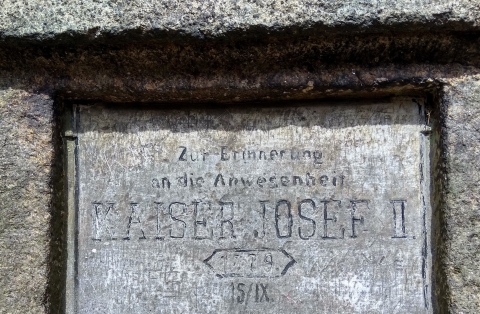 Zur Erinnerung
an die Anwesenheit
KAISER JOSEF II.
1779.
15/IX.